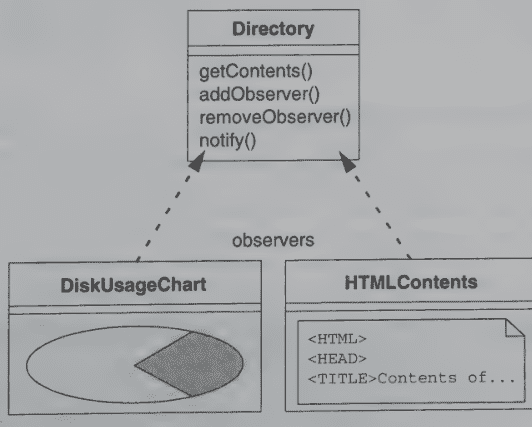 Directory
getContents()
addObserver()
removeObserver()
notify()
observers
DiskUsageChart
HTMLContents
<HTML>
<HEAD>
<TITLE>Contents of...